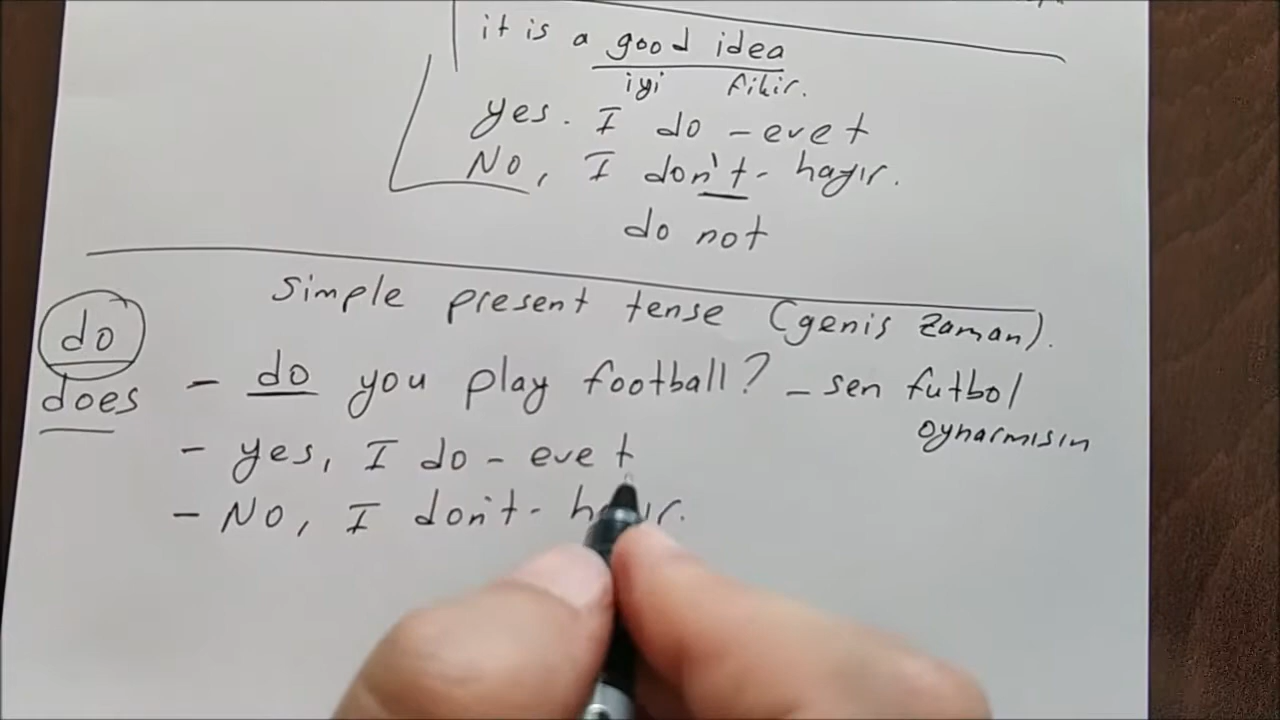 it is a good idea
iyi fikir.
yes. I do - evet
No, I don't - hayır.
do not
Simple present tense (genis zaman).
do
does - do you play football? - sen futbol
oynarmısın
- yes, I do - evet
- No, I don't -